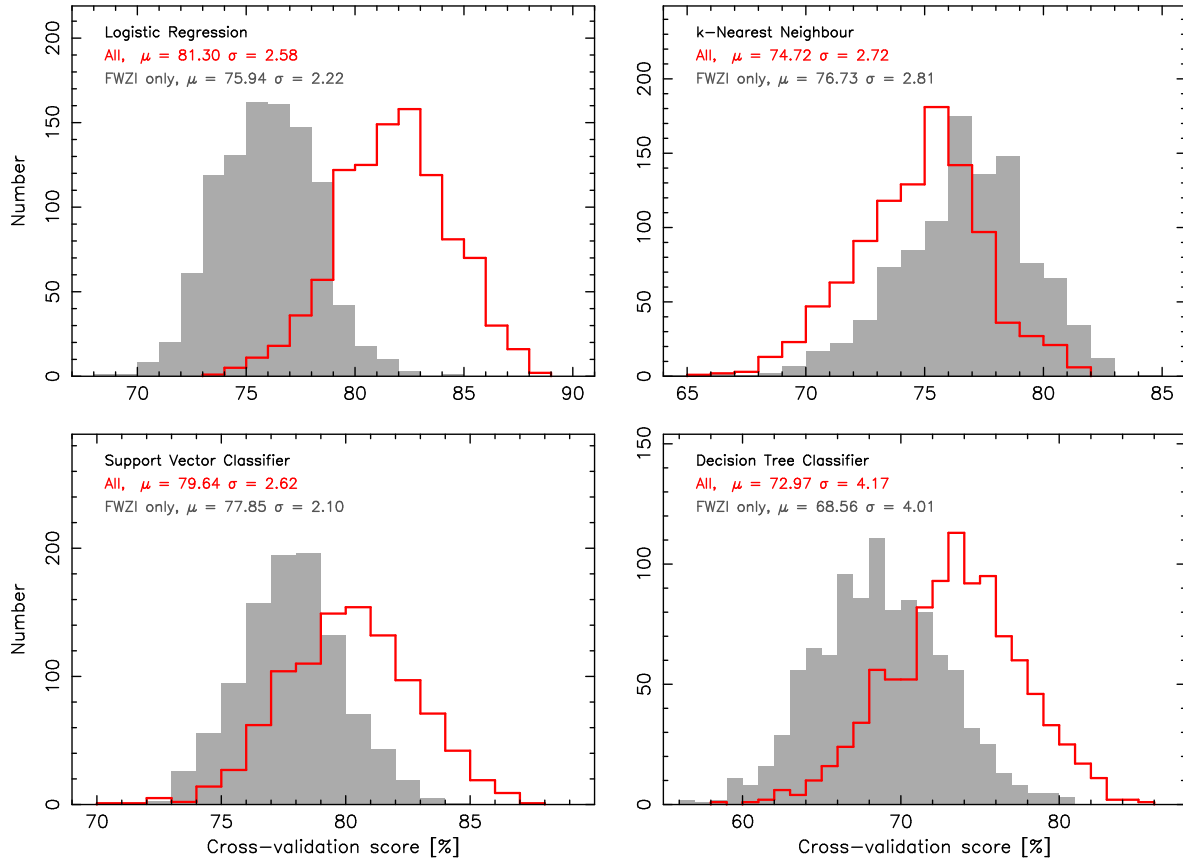 Logistic Regression
All, μ = 81.30 σ = 2.58
FWZI only, μ = 75.94 σ = 2.22
Number
0 50 100 150 200
70 75 80 85 90
k-Nearest Neighbour
All, μ = 74.72 σ = 2.72
FWZI only, μ = 76.73 σ = 2.81
0 50 100 150 200
65 70 75 80 85
Support Vector Classifier
All, μ = 79.64 σ = 2.62
FWZI only, μ = 77.85 σ = 2.10
Number
0 100 200
70 75 80 85
Cross-validation score [%]
Decision Tree Classifier
All, μ = 72.97 σ = 4.17
FWZI only, μ = 68.56 σ = 4.01
0 50 100 150
60 70 80
Cross-validation score [%]